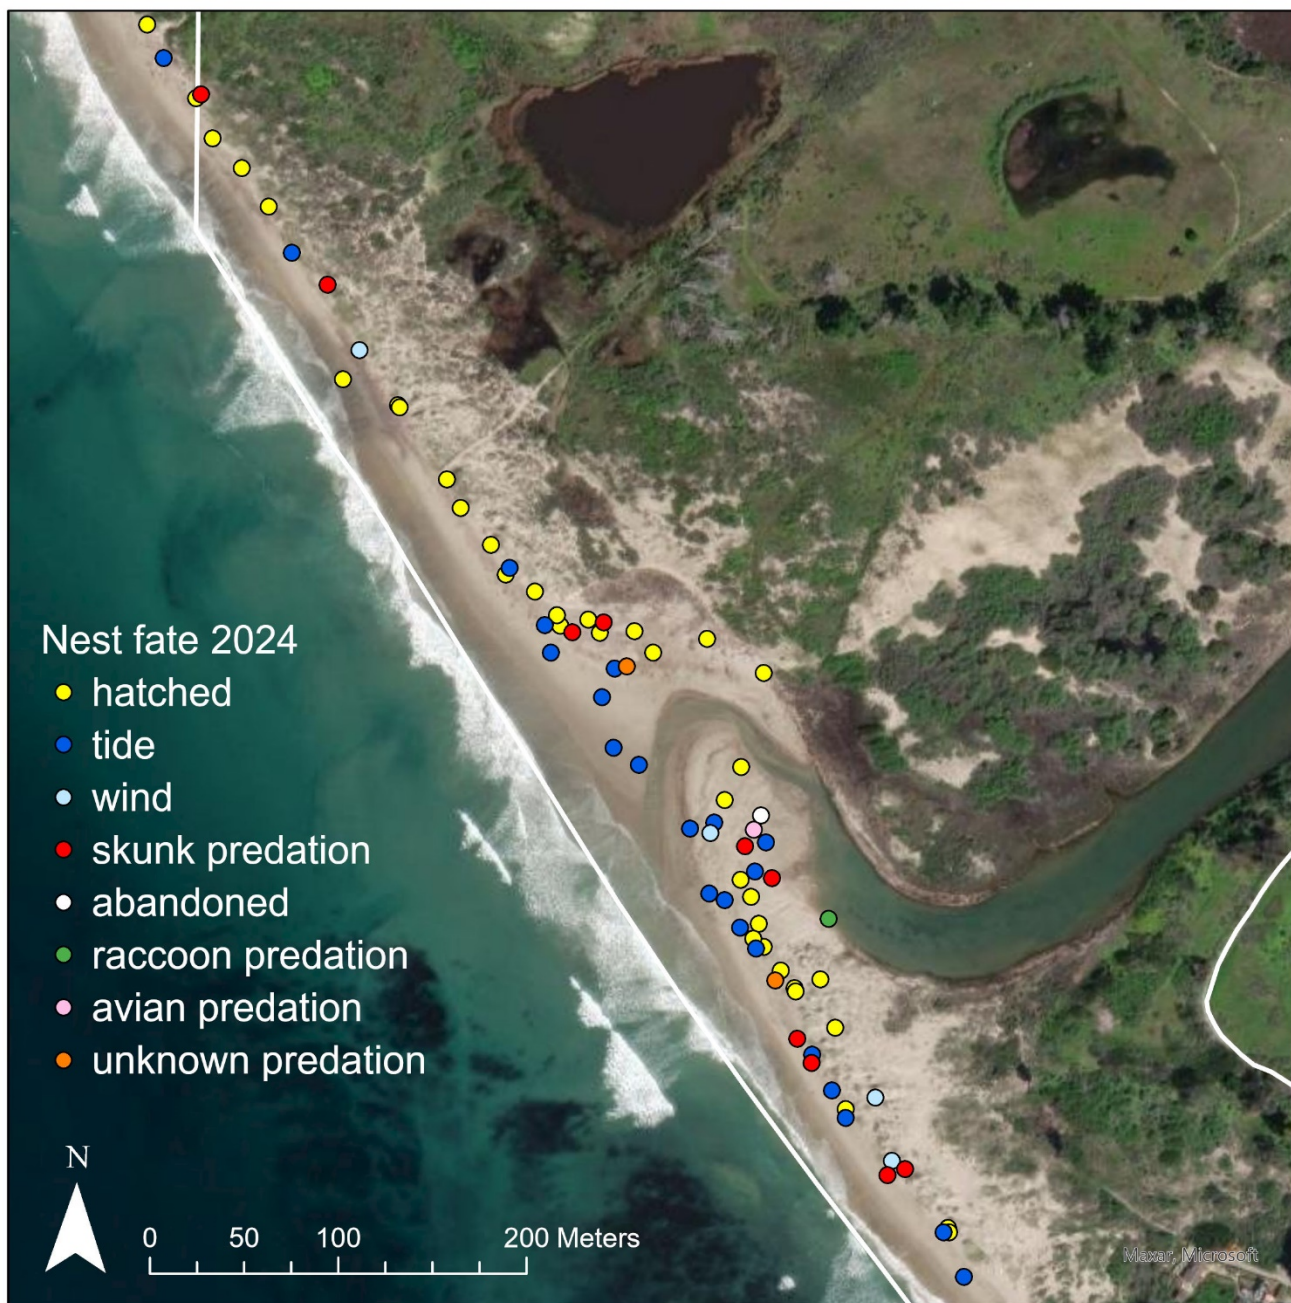 Nest fate 2024
hatched
tide
wind
skunk predation
abandoned
raccoon predation
avian predation
unknown predation
N
0 50 100 200 Meters
Maxar, Microsoft